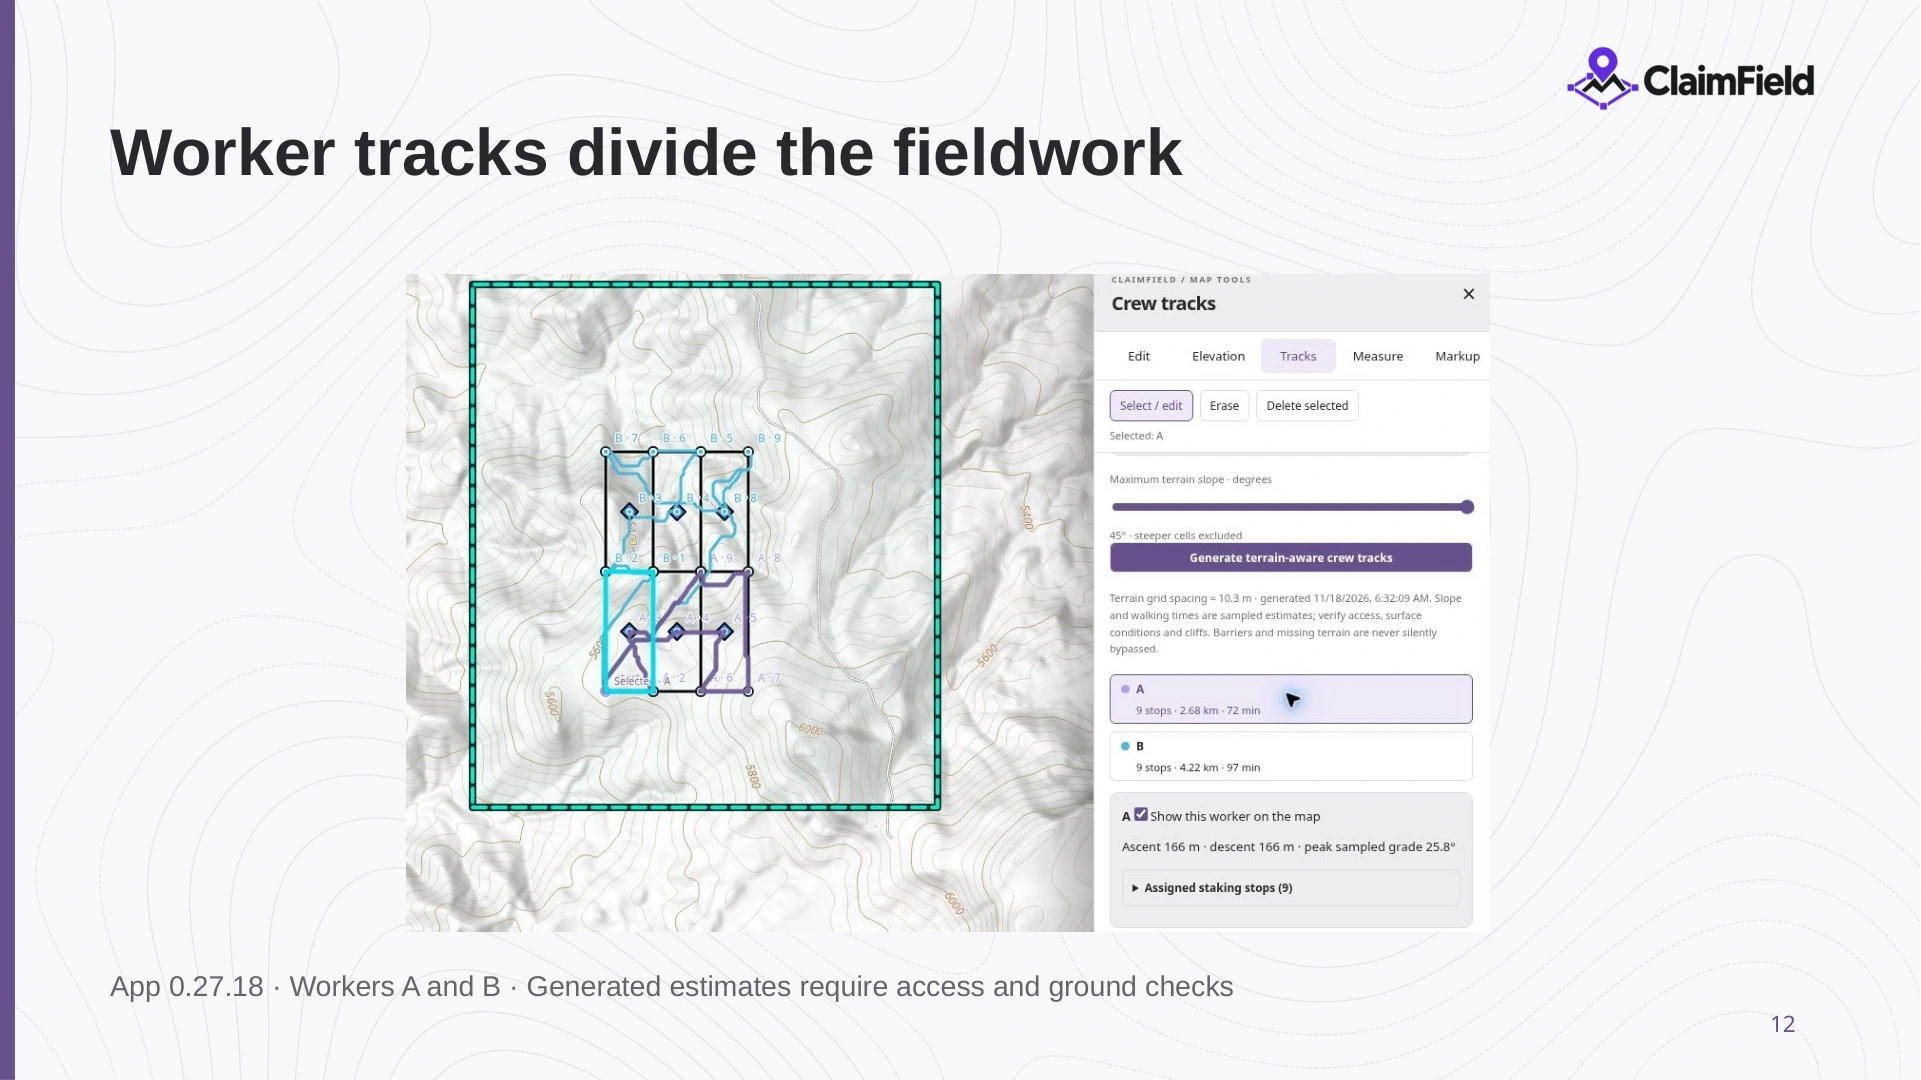 ClaimField
Worker tracks divide the fieldwork
CLAIMFIELD / MAP TOOLS
Crew tracks
Edit Elevation Tracks Measure Markup
Select / edit Erase Delete selected
Selected: A
Maximum terrain slope · degrees
45° · steeper cells excluded
Generate terrain-aware crew tracks
Terrain grid spacing ≈ 10.3 m · generated 11/18/2026, 6:32:09 AM. Slope
and walking times are sampled estimates; verify access, surface
conditions and cliffs. Barriers and missing terrain are never silently
bypassed.
A
9 stops · 2.68 km · 72 min
B
9 stops · 4.22 km · 97 min
A Show this worker on the map
Ascent 166 m · descent 166 m · peak sampled grade 25.8°
Assigned staking stops (9)
B · 7 B · 6 B · 5 B · 9
B · 3 B · 4 B · 8
B · 2 B · 1 A · 9 A · 8
A · 4 A · 5
A · 6 A · 7
5400
5600
5600
6000
5800
6000
App 0.27.18 · Workers A and B · Generated estimates require access and ground checks
12